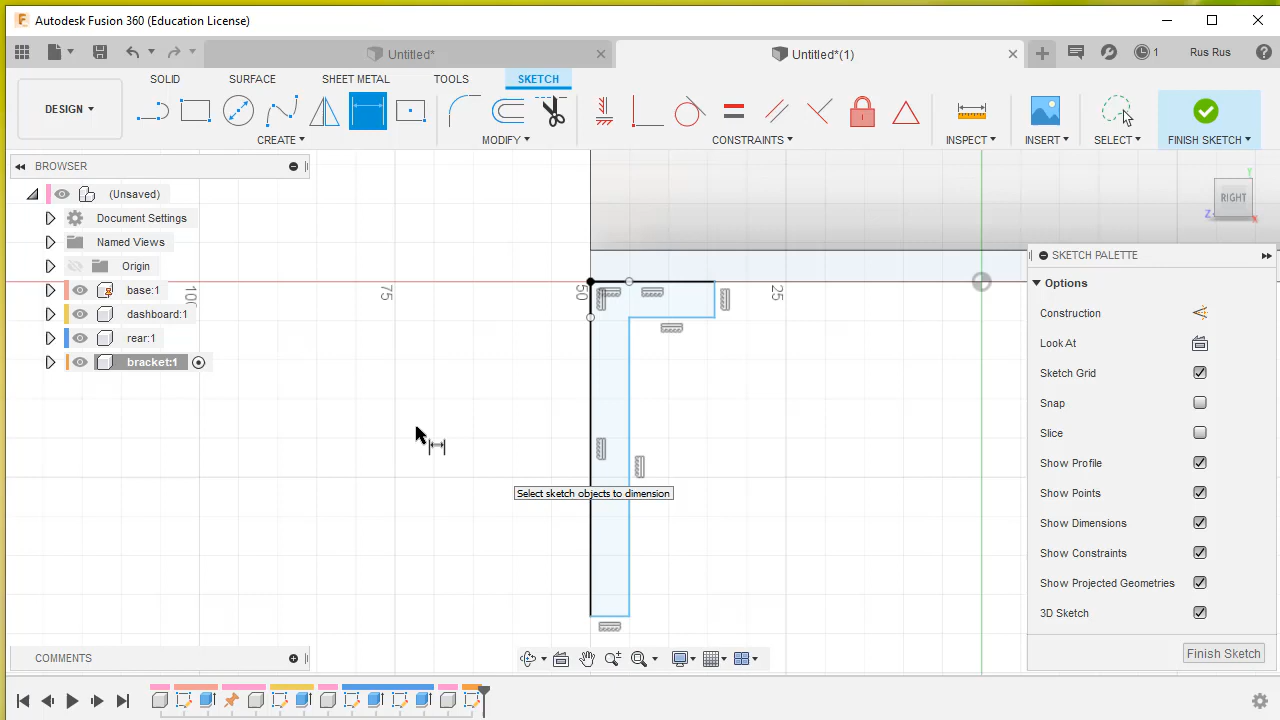 Autodesk Fusion 360 (Education License)
Untitled*
Untitled*(1)
1
Rus Rus
SOLID
SURFACE
SHEET METAL
TOOLS
SKETCH
DESIGN
CREATE
MODIFY
CONSTRAINTS
INSPECT
INSERT
SELECT
FINISH SKETCH
BROWSER
(Unsaved)
Document Settings
Named Views
Origin
base:1
dashboard:1
rear:1
bracket:1
100
75
50
25
Y
RIGHT
Z
X
Select sketch objects to dimension
SKETCH PALETTE
Options
Construction
Look At
Sketch Grid
Snap
Slice
Show Profile
Show Points
Show Dimensions
Show Constraints
Show Projected Geometries
3D Sketch
Finish Sketch
COMMENTS